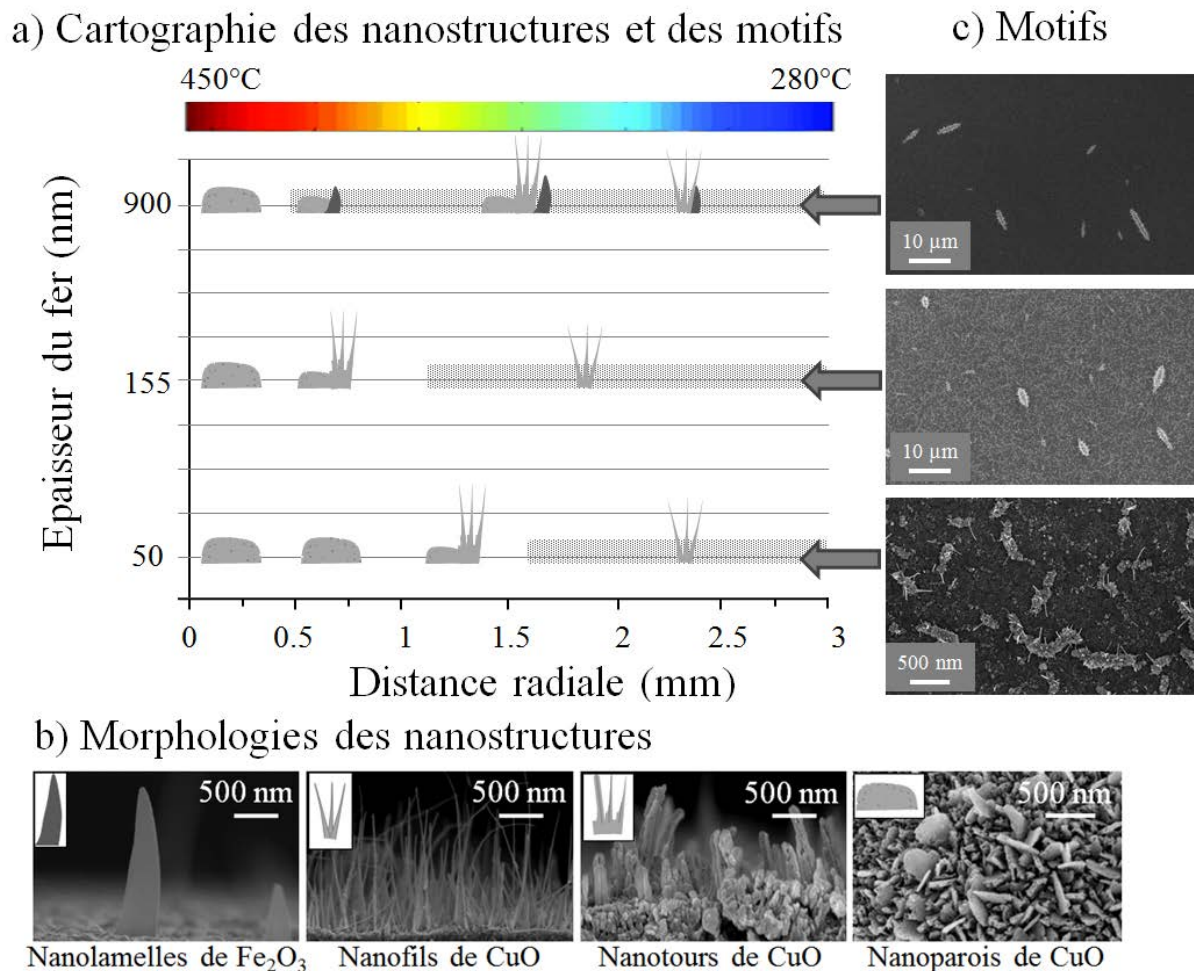 a) Cartographie des nanostructures et des motifs
c) Motifs
450°C
280°C
Epaisseur du fer (nm)
900
155
50
0
0.5
1
1.5
2
2.5
3
Distance radiale (mm)
10 µm
10 µm
500 nm
b) Morphologies des nanostructures
500 nm
500 nm
500 nm
500 nm
Nanolamelles de Fe₂O₃
Nanofils de CuO
Nanotours de CuO
Nanoparois de CuO